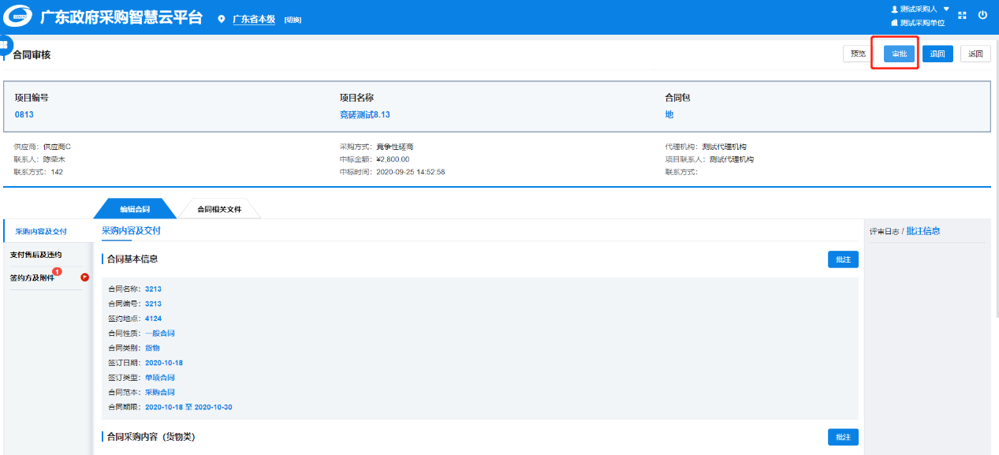 广东政府采购智慧云平台
广东省本级 [切换]
测试采购人
测试采购单位
合同审核
预览 审批 退回 返回
项目编号 项目名称 合同包
0813 竞磋测试8.13 地
供应商：供应商C 采购方式：竞争性磋商 代理机构：测试代理机构
联系人：陈荣木 中标金额：¥2,800.00 项目联系人：测试代理机构
联系方式：142 中标时间：2020-09-25 14:52:58 联系方式：
编辑合同 合同相关文件
采购内容及交付 采购内容及交付 评审日志 / 批注信息
支付售后及违约 合同基本信息 批注
签约方及附件 1
合同名称：3213
合同编号：3213
签约地点：4124
合同性质：一般合同
合同类别：货物
签订日期：2020-10-18
签订类型：单项合同
合同范本：采购合同
合同期限：2020-10-18 至 2020-10-30
合同采购内容（货物类） 批注